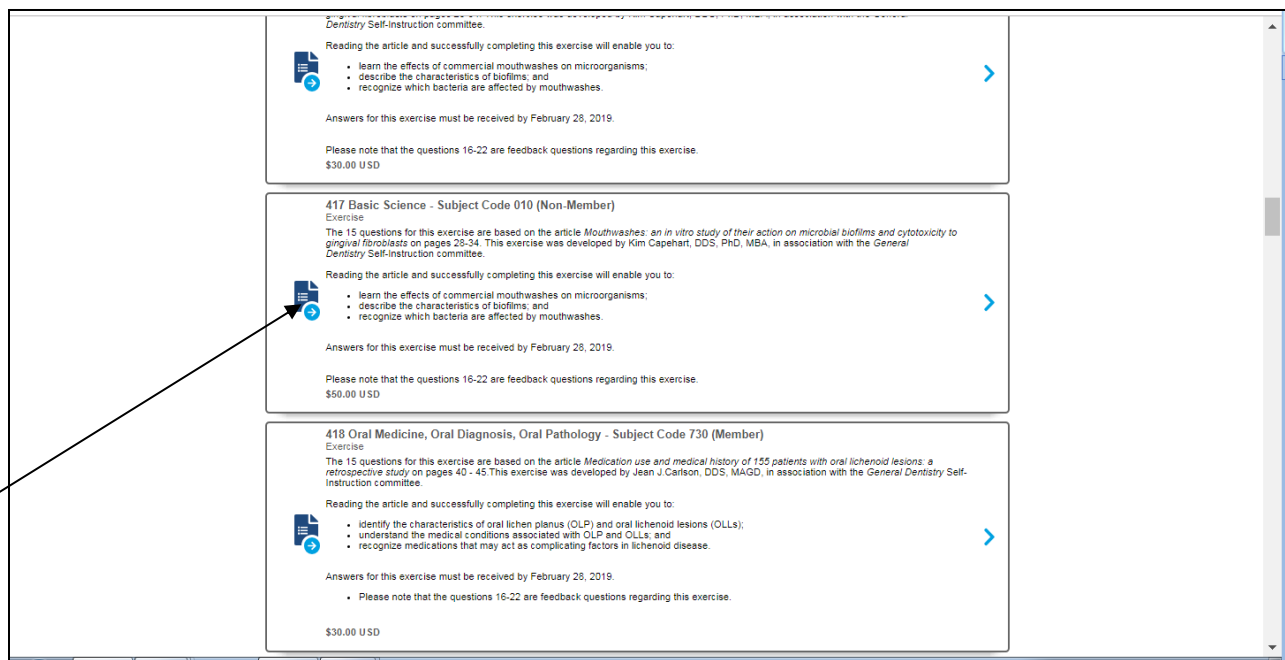 Dentistry Self-Instruction committee.
Reading the article and successfully completing this exercise will enable you to:
• learn the effects of commercial mouthwashes on microorganisms;
• describe the characteristics of biofilms; and
• recognize which bacteria are affected by mouthwashes.
Answers for this exercise must be received by February 28, 2019.
Please note that the questions 16-22 are feedback questions regarding this exercise.
$30.00 USD
417 Basic Science - Subject Code 010 (Non-Member)
Exercise
The 15 questions for this exercise are based on the article Mouthwashes: an in vitro study of their action on microbial biofilms and cytotoxicity to
gingival fibroblasts on pages 28-34. This exercise was developed by Kim Capehart, DDS, PhD, MBA, in association with the General
Dentistry Self-Instruction committee.
Reading the article and successfully completing this exercise will enable you to:
• learn the effects of commercial mouthwashes on microorganisms;
• describe the characteristics of biofilms; and
• recognize which bacteria are affected by mouthwashes.
Answers for this exercise must be received by February 28, 2019.
Please note that the questions 16-22 are feedback questions regarding this exercise.
$50.00 USD
418 Oral Medicine, Oral Diagnosis, Oral Pathology - Subject Code 730 (Member)
Exercise
The 15 questions for this exercise are based on the article Medication use and medical history of 155 patients with oral lichenoid lesions: a
retrospective study on pages 40 - 45.This exercise was developed by Jean J.Carlson, DDS, MAGD, in association with the General Dentistry Self-
Instruction committee.
Reading the article and successfully completing this exercise will enable you to:
• identify the characteristics of oral lichen planus (OLP) and oral lichenoid lesions (OLLs);
• understand the medical conditions associated with OLP and OLLs; and
• recognize medications that may act as complicating factors in lichenoid disease.
Answers for this exercise must be received by February 28, 2019.
• Please note that the questions 16-22 are feedback questions regarding this exercise.
$30.00 USD